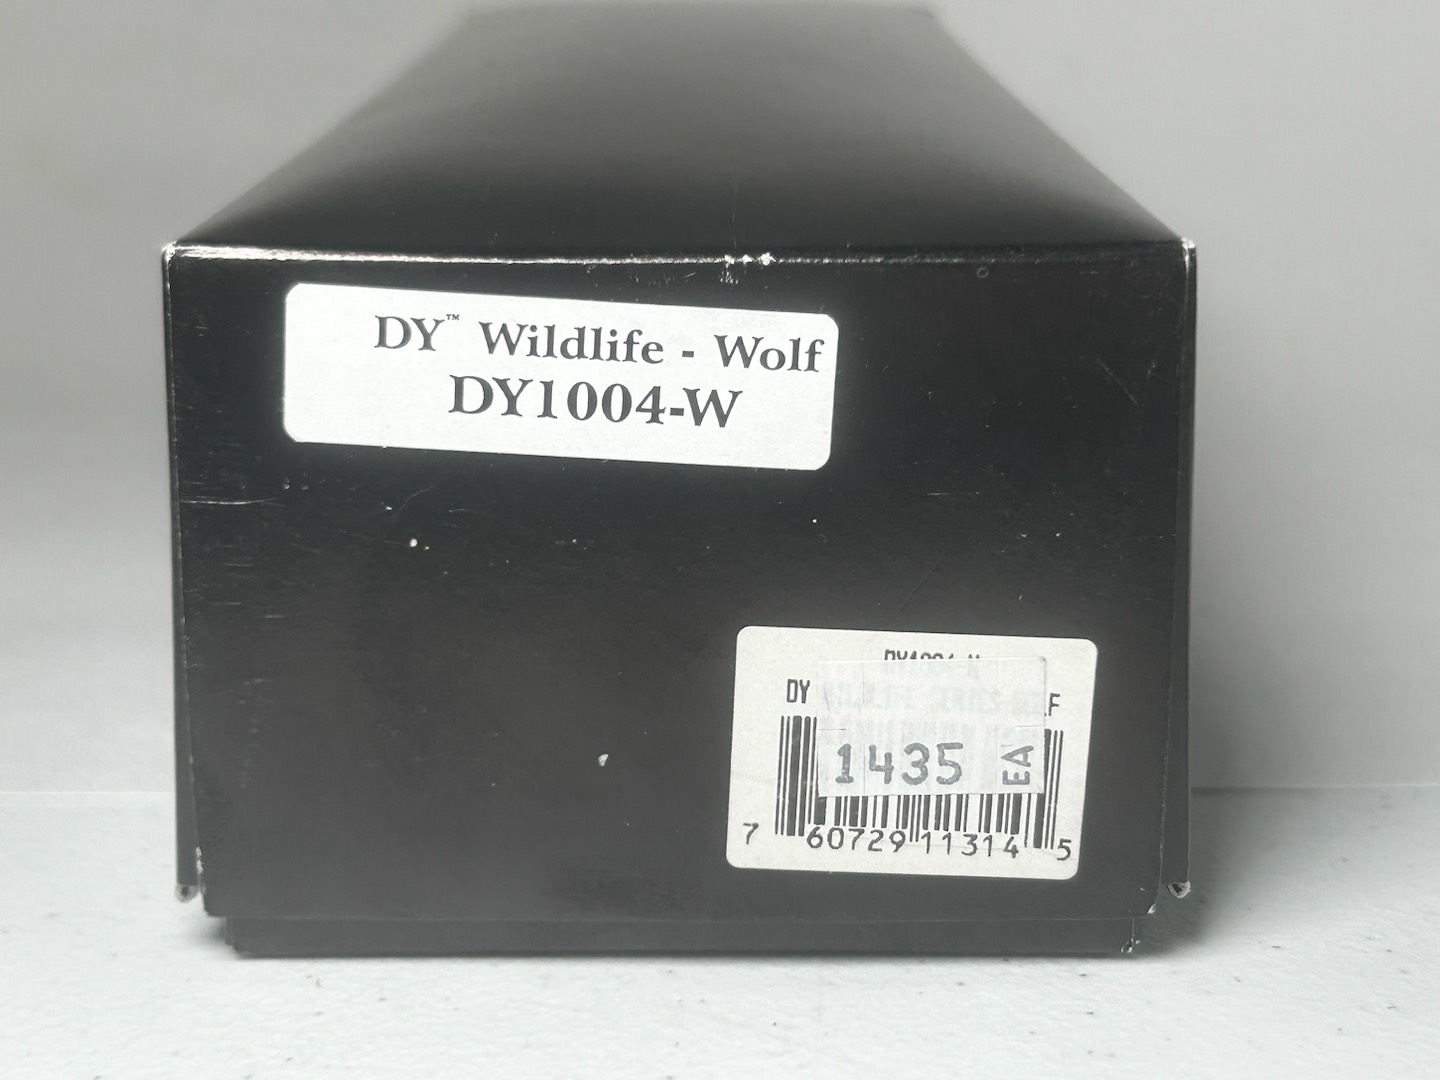 DY™ Wildlife - Wolf
DY1004-W
DY
1435 EA
7 60729 11314 5